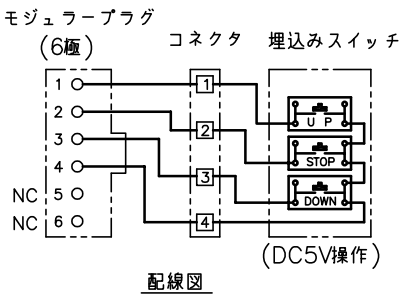 モジュラープラグ
(6極)
コネクタ
埋込みスイッチ
1
2
3
4
NC 5
NC 6
1
2
3
4
UP
STOP
DOWN
(DC5V操作)
配線図